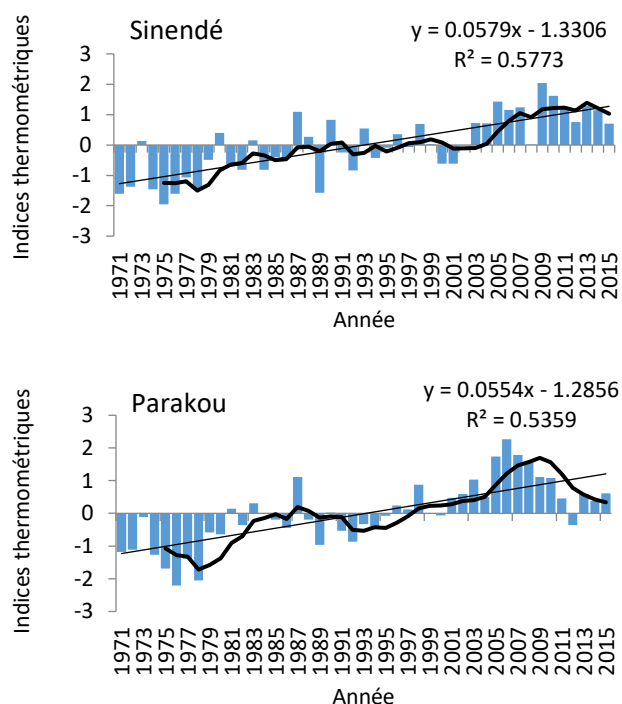 Sinendé
y = 0.0579x - 1.3306
R² = 0.5773
Indices thermométriques
3
2
1
0
-1
-2
-3
1971 1973 1975 1977 1979 1981 1983 1985 1987 1989 1991 1993 1995 1997 1999 2001 2003 2005 2007 2009 2011 2013 2015
Année
Parakou
y = 0.0554x - 1.2856
R² = 0.5359
Indices thermométriques
3
2
1
0
-1
-2
-3
1971 1973 1975 1977 1979 1981 1983 1985 1987 1989 1991 1993 1995 1997 1999 2001 2003 2005 2007 2009 2011 2013 2015
Année